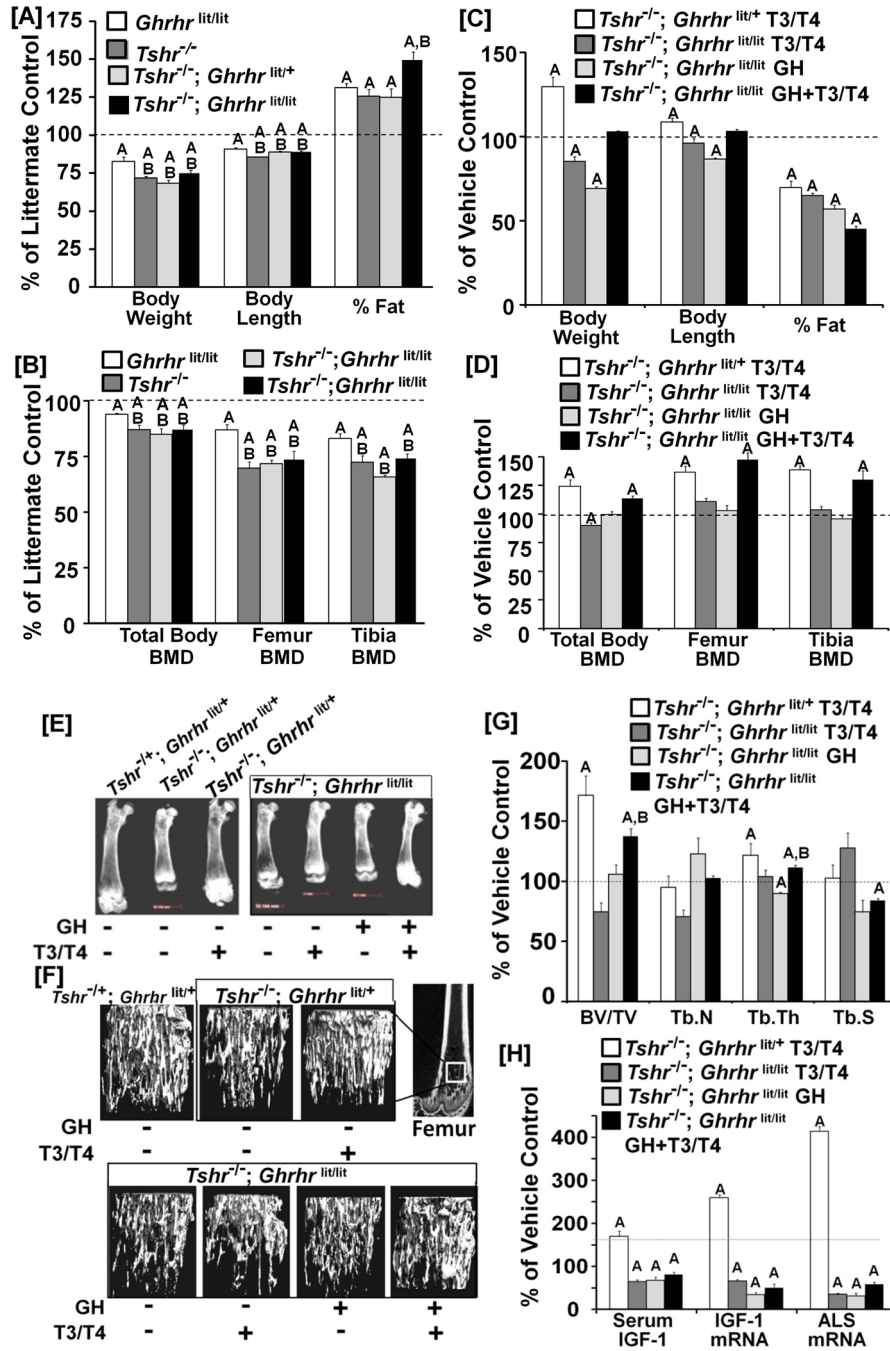 [A]
Ghrhr lit/lit
Tshr-/-
Tshr-/-; Ghrhr lit/+
Tshr-/-; Ghrhr lit/lit
% of Littermate Control
175
150
125
100
75
50
25
0
A A B A B A B
A A B A B A B
A A A A,B
Body Weight
Body Length
% Fat
[B]
Ghrhr lit/lit
Tshr-/-
Tshr-/-;Ghrhr lit/lit
Tshr-/-;Ghrhr lit/lit
% of Littermate Control
100
75
50
25
0
A A B A B A B
A A B A B A B
A A B A B A B
Total Body BMD
Femur BMD
Tibia BMD
[C]
Tshr-/-; Ghrhr lit/+ T3/T4
Tshr-/-; Ghrhr lit/lit T3/T4
Tshr-/-; Ghrhr lit/lit GH
Tshr-/-; Ghrhr lit/lit GH+T3/T4
% of Vehicle Control
150
100
50
0
A A A
A A A
A A A A
Body Weight
Body Length
% Fat
[D]
Tshr-/-; Ghrhr lit/+ T3/T4
Tshr-/-; Ghrhr lit/lit T3/T4
Tshr-/-; Ghrhr lit/lit GH
Tshr-/-; Ghrhr lit/lit GH+T3/T4
% of Vehicle Control
150
125
100
75
50
25
0
A A A
A A
A A
Total Body BMD
Femur BMD
Tibia BMD
[E]
Tshr-/+; Ghrhr lit/+
Tshr-/-; Ghrhr lit/+
Tshr-/-; Ghrhr lit/+
Tshr-/-; Ghrhr lit/lit
GH - - - - - + +
T3/T4 - - + - + - +
[F]
Tshr-/+; Ghrhr lit/+
Tshr-/-; Ghrhr lit/+
GH - - -
T3/T4 - - +
Femur
Tshr-/-; Ghrhr lit/lit
GH - - + +
T3/T4 - + - +
[G]
Tshr-/-; Ghrhr lit/+ T3/T4
Tshr-/-; Ghrhr lit/lit T3/T4
Tshr-/-; Ghrhr lit/lit GH
Tshr-/-; Ghrhr lit/lit
GH+T3/T4
% of Vehicle Control
200
150
100
50
0
A A,B
A A A,B
A
BV/TV
Tb.N
Tb.Th
Tb.S
[H]
Tshr-/-; Ghrhr lit/+ T3/T4
Tshr-/-; Ghrhr lit/lit T3/T4
Tshr-/-; Ghrhr lit/lit GH
Tshr-/-; Ghrhr lit/lit
GH+T3/T4
% of Vehicle Control
400
300
200
100
50
0
A A A A
A A A A
A A A A
Serum IGF-1
IGF-1 mRNA
ALS mRNA